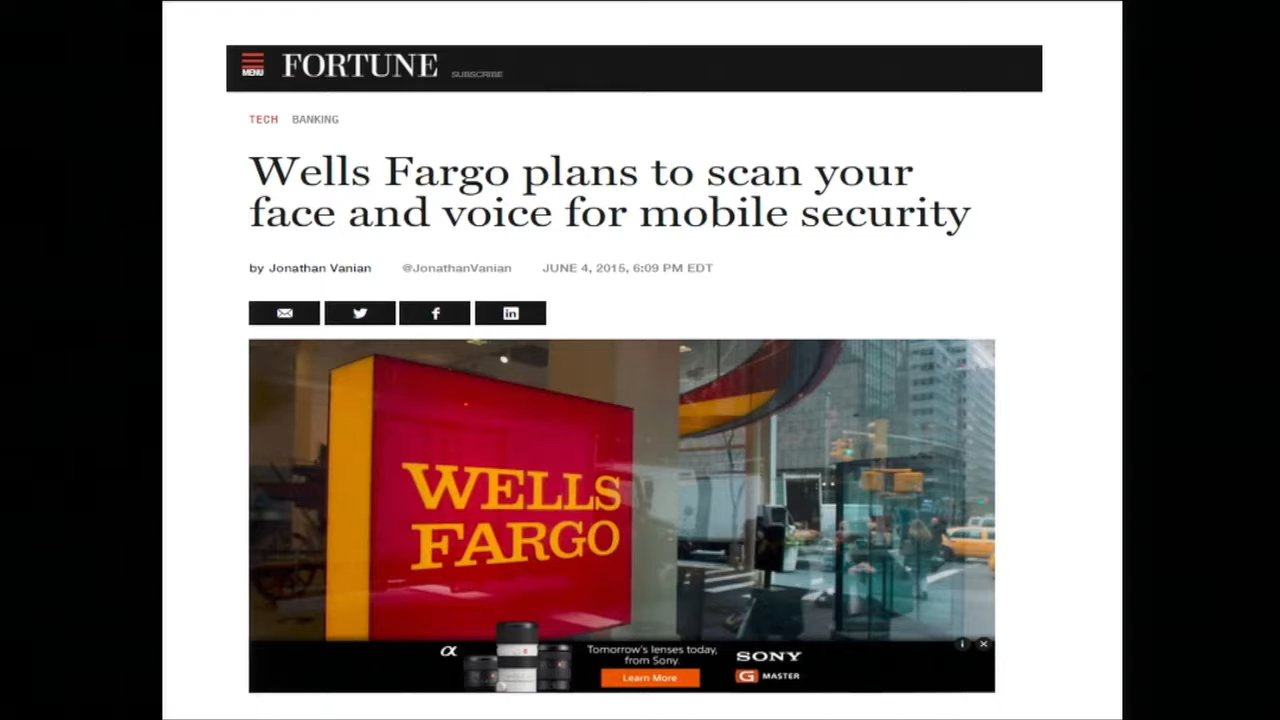 MENU
FORTUNE
SUBSCRIBE
TECH BANKING
Wells Fargo plans to scan your
face and voice for mobile security
by Jonathan Vanian @JonathanVanian JUNE 4, 2015, 6:09 PM EDT
WELLS
FARGO
α
Tomorrow's lenses today,
from Sony.
Learn More
SONY
G MASTER